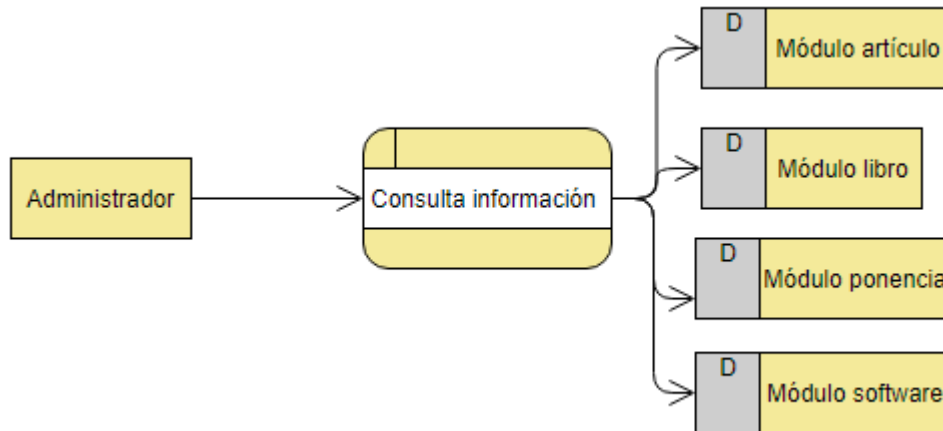 D
Módulo artículo
D
Módulo libro
Administrador
Consulta información
D
Módulo ponencia
D
Módulo software